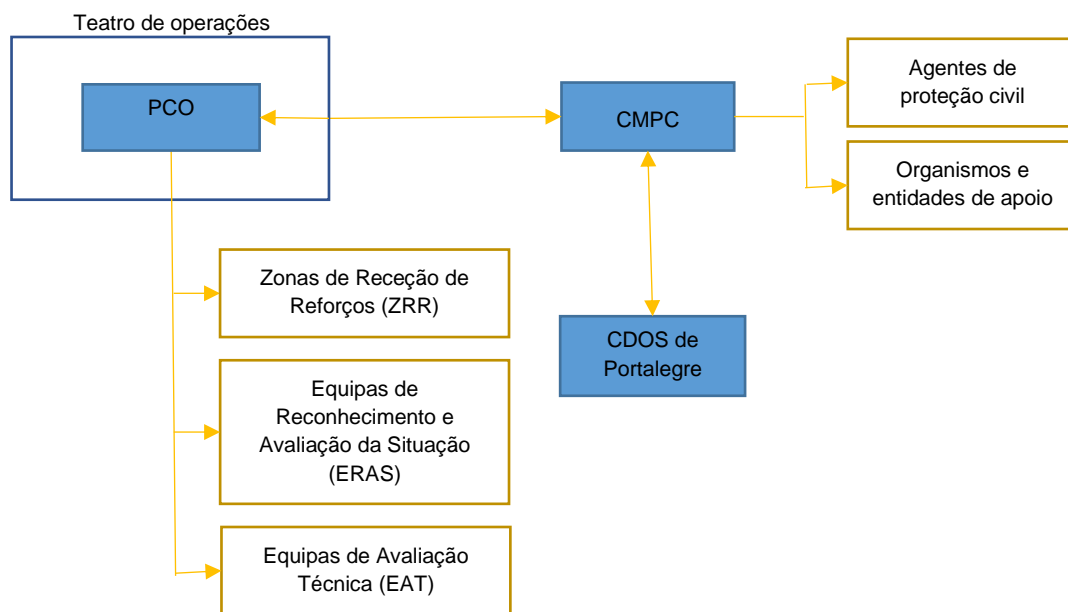 Teatro de operações
PCO
CMPC
Agentes de
proteção civil
Organismos e
entidades de apoio
Zonas de Receção de
Reforços (ZRR)
CDOS de
Portalegre
Equipas de
Reconhecimento e
Avaliação da Situação
(ERAS)
Equipas de Avaliação
Técnica (EAT)